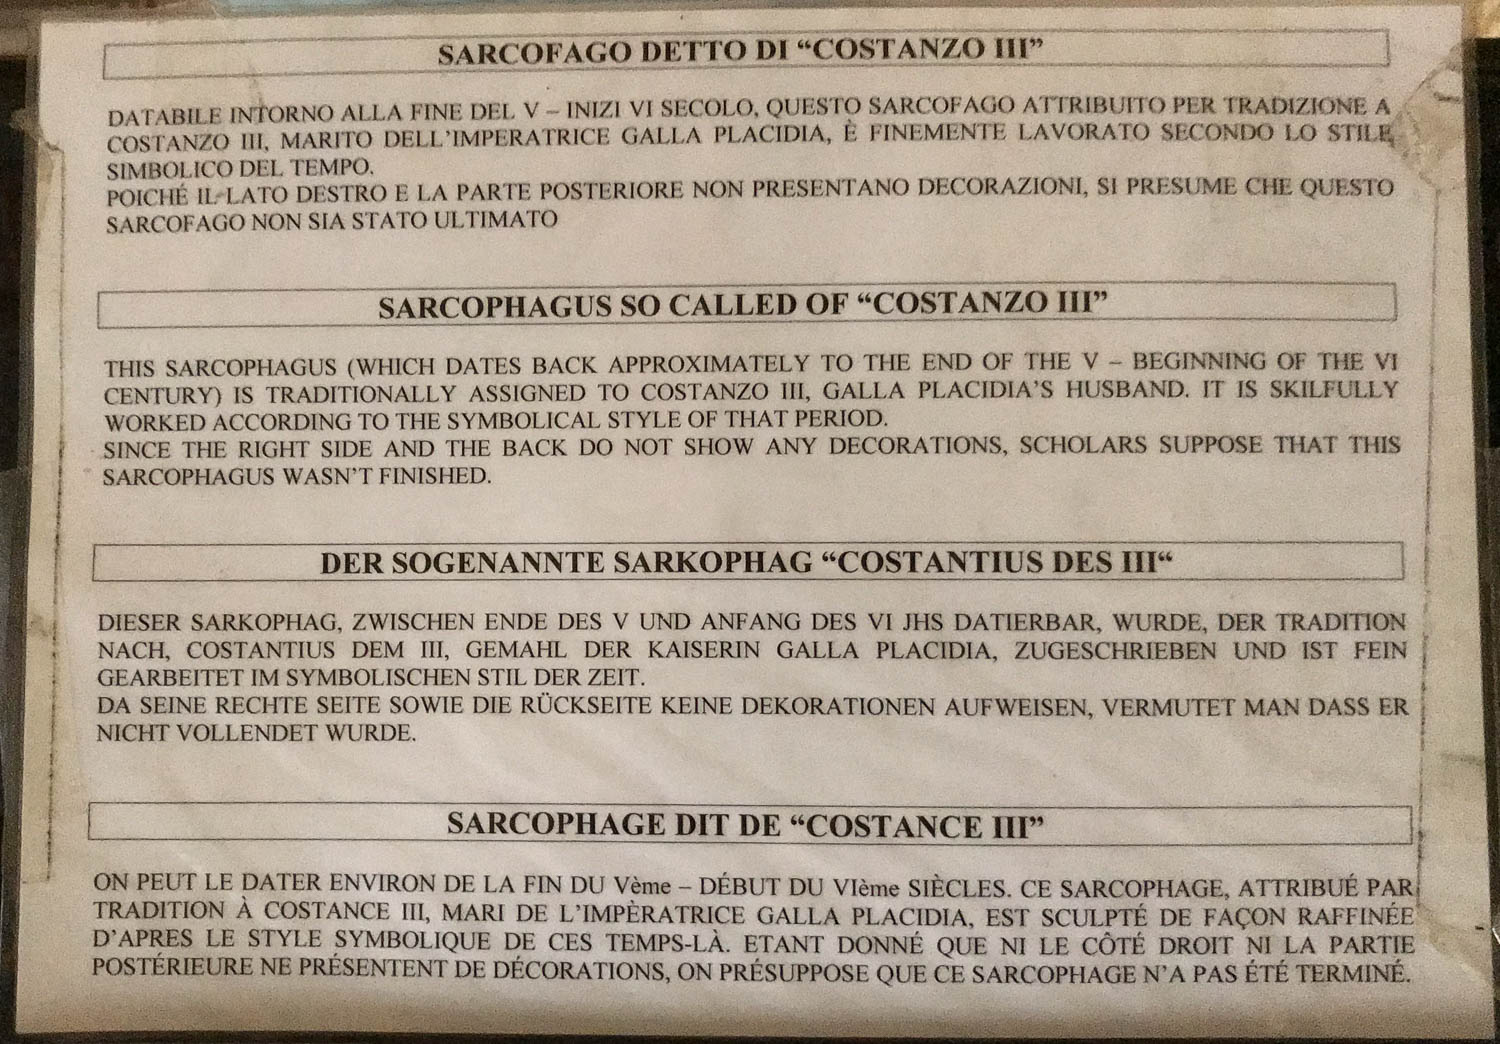 SARCOFAGO DETTO DI “COSTANZO III”
DATABILE INTORNO ALLA FINE DEL V – INIZI VI SECOLO, QUESTO SARCOFAGO ATTRIBUITO PER TRADIZIONE A
COSTANZO III, MARITO DELL’IMPERATRICE GALLA PLACIDIA, È FINEMENTE LAVORATO SECONDO LO STILE
SIMBOLICO DEL TEMPO.
POICHÉ IL LATO DESTRO E LA PARTE POSTERIORE NON PRESENTANO DECORAZIONI, SI PRESUME CHE QUESTO
SARCOFAGO NON SIA STATO ULTIMATO
SARCOPHAGUS SO CALLED OF “COSTANZO III”
THIS SARCOPHAGUS (WHICH DATES BACK APPROXIMATELY TO THE END OF THE V – BEGINNING OF THE VI
CENTURY) IS TRADITIONALLY ASSIGNED TO COSTANZO III, GALLA PLACIDIA’S HUSBAND. IT IS SKILFULLY
WORKED ACCORDING TO THE SYMBOLICAL STYLE OF THAT PERIOD.
SINCE THE RIGHT SIDE AND THE BACK DO NOT SHOW ANY DECORATIONS, SCHOLARS SUPPOSE THAT THIS
SARCOPHAGUS WASN’T FINISHED.
DER SOGENANNTE SARKOPHAG “COSTANTIUS DES III“
DIESER SARKOPHAG, ZWISCHEN ENDE DES V UND ANFANG DES VI JHS DATIERBAR, WURDE, DER TRADITION
NACH, COSTANTIUS DEM III, GEMAHL DER KAISERIN GALLA PLACIDIA, ZUGESCHRIEBEN UND IST FEIN
GEARBEITET IM SYMBOLISCHEN STIL DER ZEIT.
DA SEINE RECHTE SEITE SOWIE DIE RÜCKSEITE KEINE DEKORATIONEN AUFWEISEN, VERMUTET MAN DASS ER
NICHT VOLLENDET WURDE.
SARCOPHAGE DIT DE “COSTANCE III”
ON PEUT LE DATER ENVIRON DE LA FIN DU Vème – DÉBUT DU VIème SIÈCLES. CE SARCOPHAGE, ATTRIBUÉ PAR
TRADITION À COSTANCE III, MARI DE L’IMPÈRATRICE GALLA PLACIDIA, EST SCULPTÉ DE FAÇON RAFFINÉE
D’APRES LE STYLE SYMBOLIQUE DE CES TEMPS-LÀ. ETANT DONNÉ QUE NI LE CÔTÉ DROIT NI LA PARTIE
POSTÉRIEURE NE PRÉSENTENT DE DÉCORATIONS, ON PRÉSUPPOSE QUE CE SARCOPHAGE N’A PAS ÉTÉ TERMINÉ.